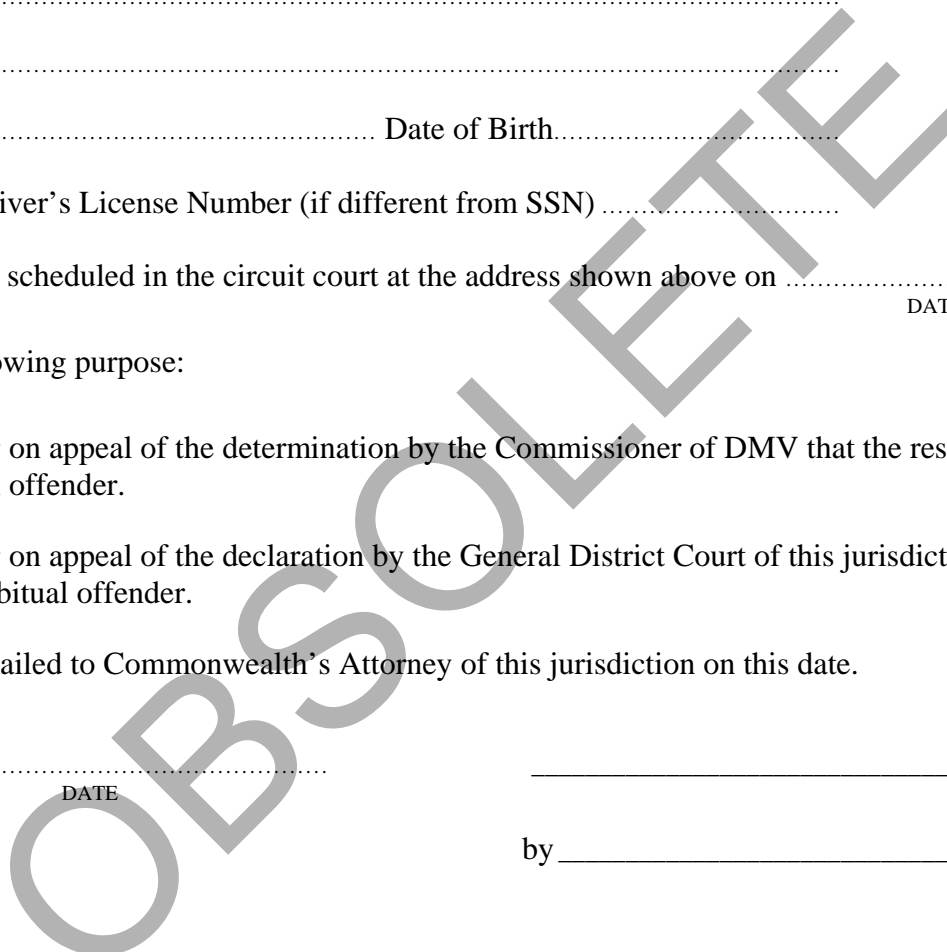 Date of Birth
iver's License Number (if different from SSN)
scheduled in the circuit court at the address shown above on
DAT
owing purpose:
on appeal of the determination by the Commissioner of DMV that the res
offender.
on appeal of the declaration by the General District Court of this jurisdict
bitual offender.
ailed to Commonwealth's Attorney of this jurisdiction on this date.
DATE
by
OBSOLETE